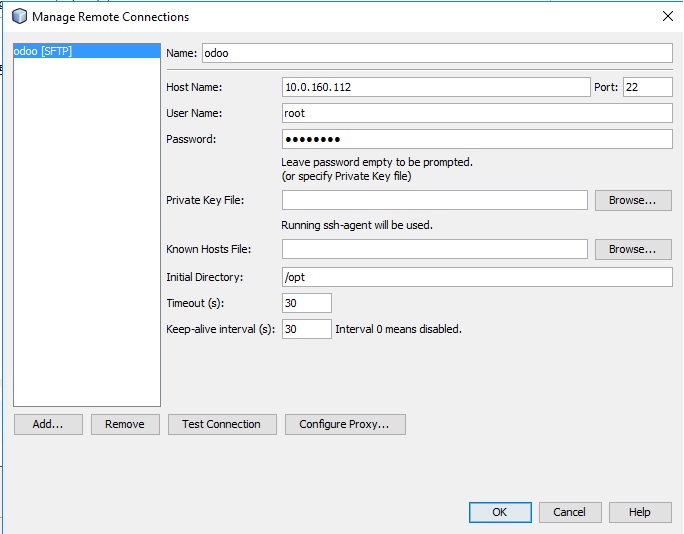 Manage Remote Connections
odoo [SFTP]
Name: odoo
Host Name: 10.0.160.112 Port: 22
User Name: root
Password: ●●●●●●●●
Leave password empty to be prompted.
(or specify Private Key file)
Private Key File: Browse...
Running ssh-agent will be used.
Known Hosts File: Browse...
Initial Directory: /opt
Timeout (s): 30
Keep-alive interval (s): 30 Interval 0 means disabled.
Add... Remove Test Connection Configure Proxy...
OK Cancel Help